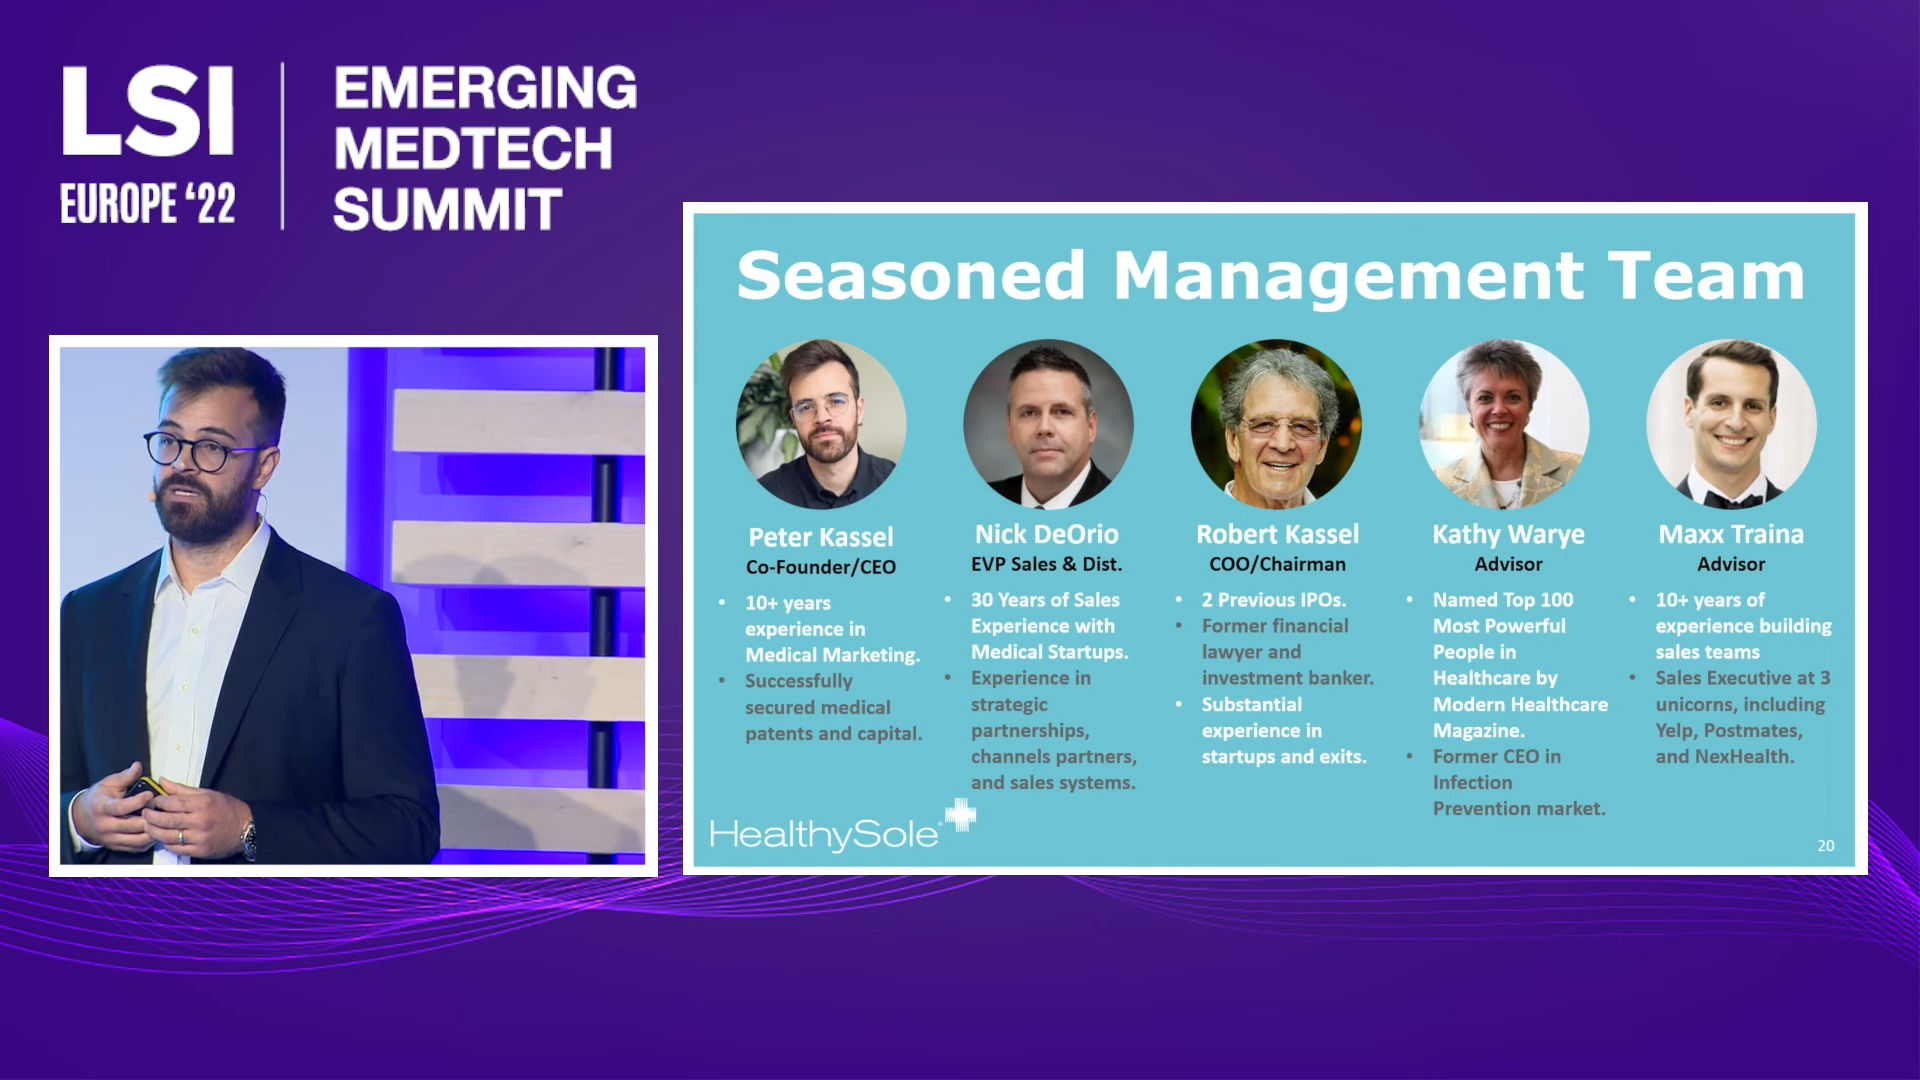 LSI
EUROPE ‘22
EMERGING
MEDTECH
SUMMIT
Seasoned Management Team
Peter Kassel
Co-Founder/CEO
• 10+ years
experience in
Medical Marketing.
• Successfully
secured medical
patents and capital.
Nick DeOrio
EVP Sales & Dist.
• 30 Years of Sales
Experience with
Medical Startups.
• Experience in
strategic
partnerships,
channels partners,
and sales systems.
Robert Kassel
COO/Chairman
• 2 Previous IPOs.
• Former financial
lawyer and
investment banker.
• Substantial
experience in
startups and exits.
Kathy Warye
Advisor
• Named Top 100
Most Powerful
People in
Healthcare by
Modern Healthcare
Magazine.
• Former CEO in
Infection
Prevention market.
Maxx Traina
Advisor
• 10+ years of
experience building
sales teams
• Sales Executive at 3
unicorns, including
Yelp, Postmates,
and NexHealth.
HealthySole
20